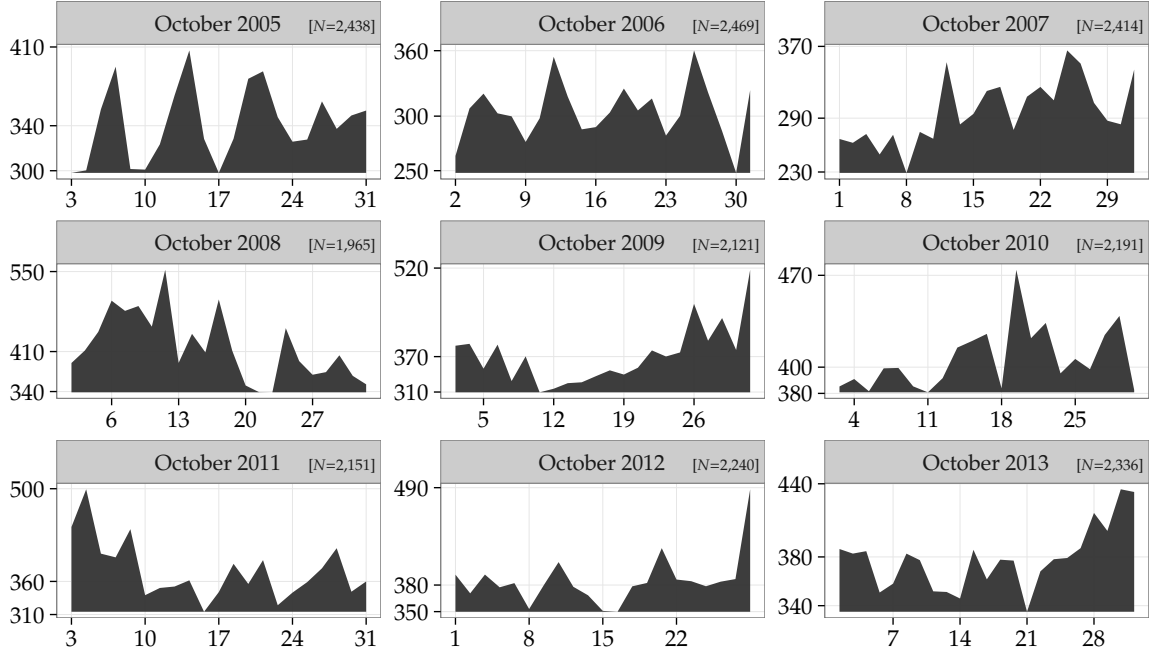 October 2005 [N=2,438]
410
340
300
3 10 17 24 31
October 2006 [N=2,469]
360
300
250
2 9 16 23 30
October 2007 [N=2,414]
370
290
230
1 8 15 22 29
October 2008 [N=1,965]
550
410
340
6 13 20 27
October 2009 [N=2,121]
520
370
310
5 12 19 26
October 2010 [N=2,191]
470
400
380
4 11 18 25
October 2011 [N=2,151]
500
360
310
3 10 17 24 31
October 2012 [N=2,240]
490
380
350
1 8 15 22
October 2013 [N=2,336]
440
380
340
7 14 21 28